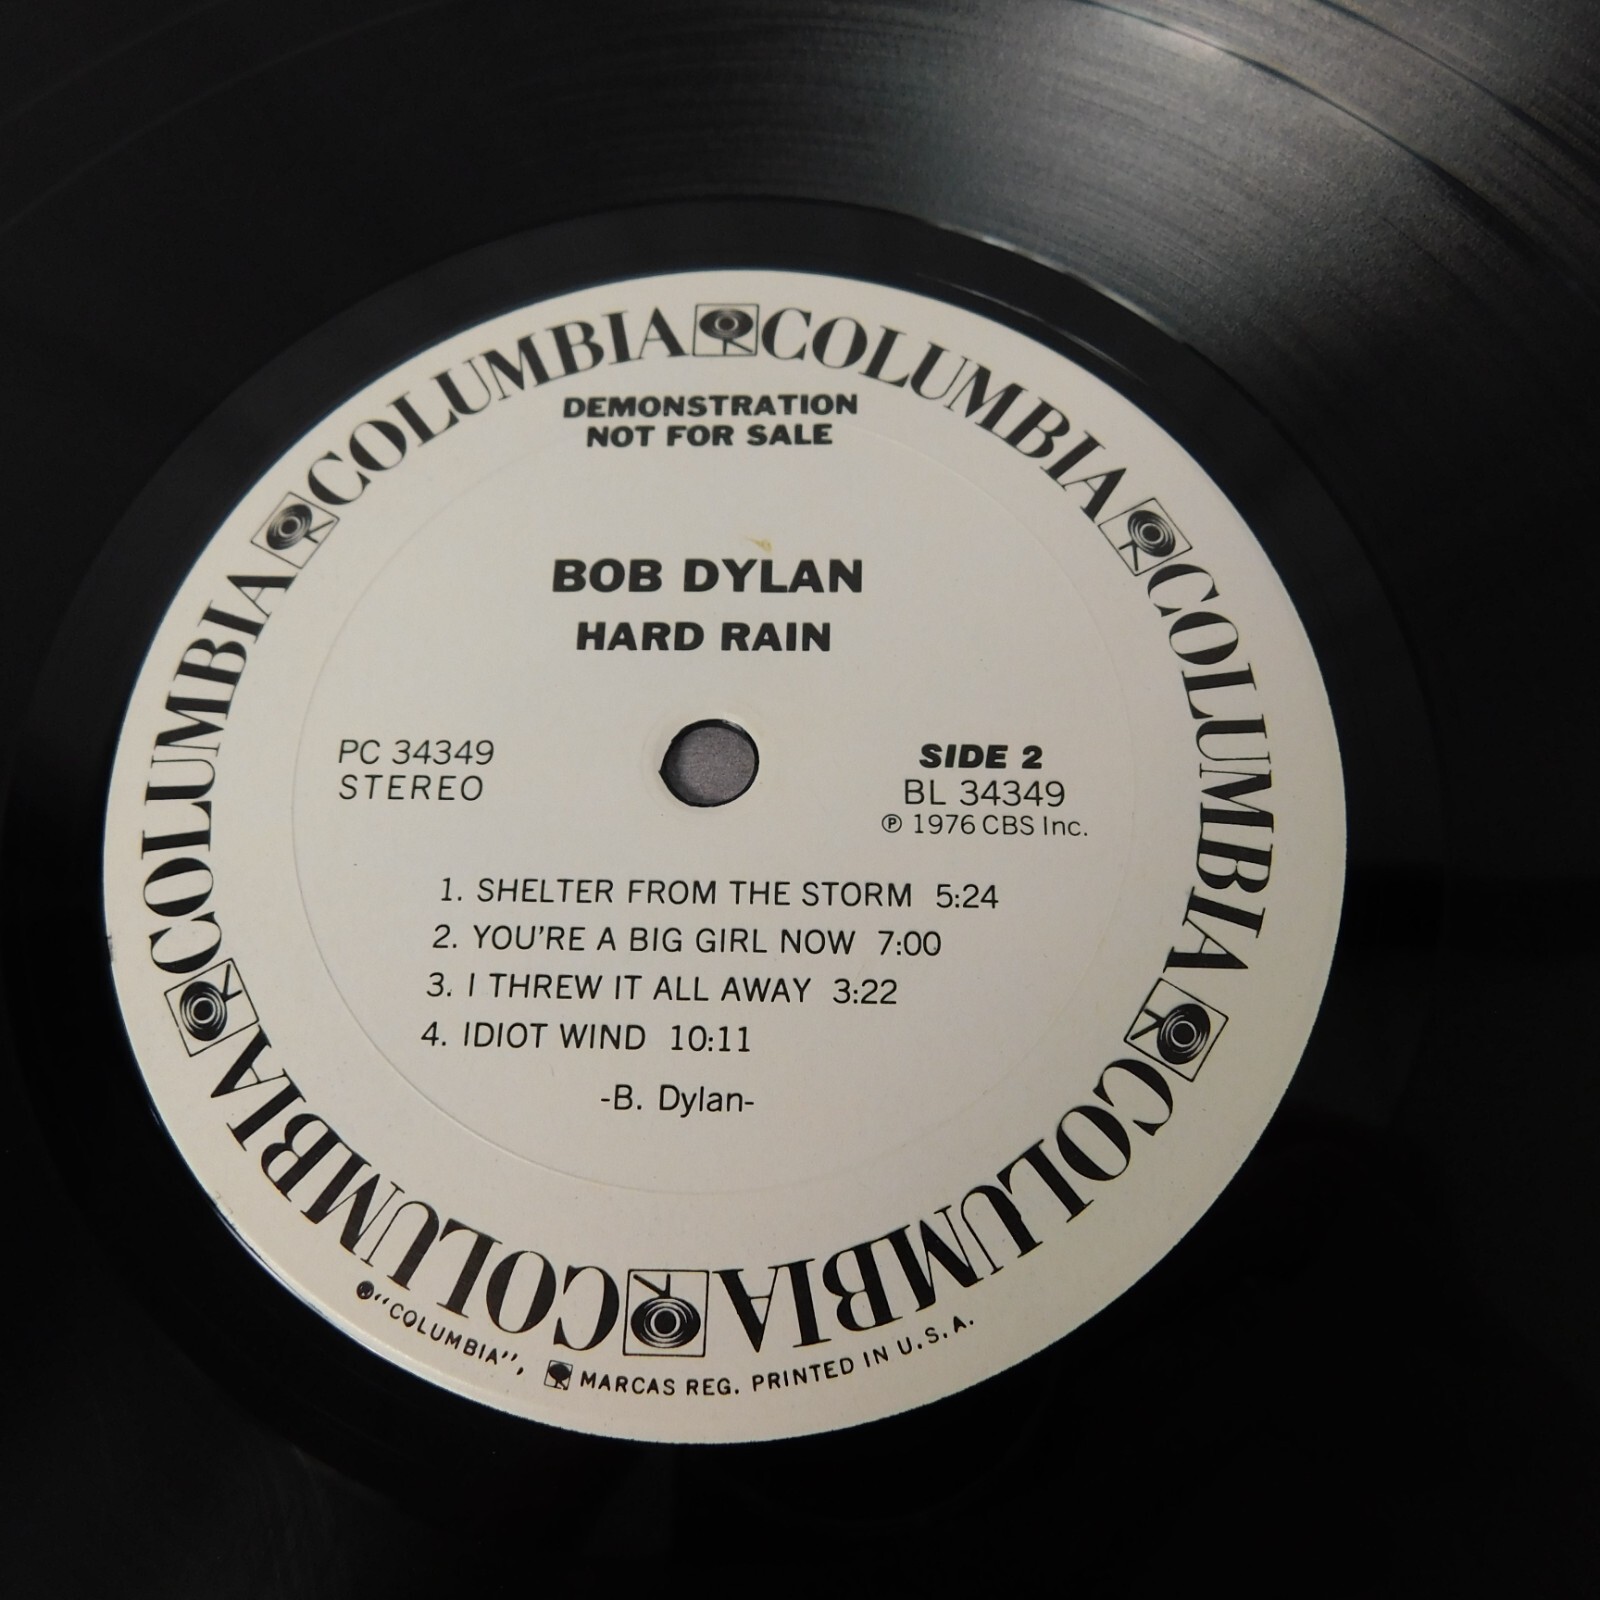 COLUMBIA COLUMBIA COLUMBIA COLUMBIA COLUMBIA COLUMBIA COLUMBIA
DEMONSTRATION
NOT FOR SALE
BOB DYLAN
HARD RAIN
PC 34349
STEREO
SIDE 2
BL 34349
℗ 1976 CBS Inc.
1. SHELTER FROM THE STORM 5:24
2. YOU'RE A BIG GIRL NOW 7:00
3. I THREW IT ALL AWAY 3:22
4. IDIOT WIND 10:11
-B. Dylan-
"COLUMBIA", MARCAS REG. PRINTED IN U.S.A.